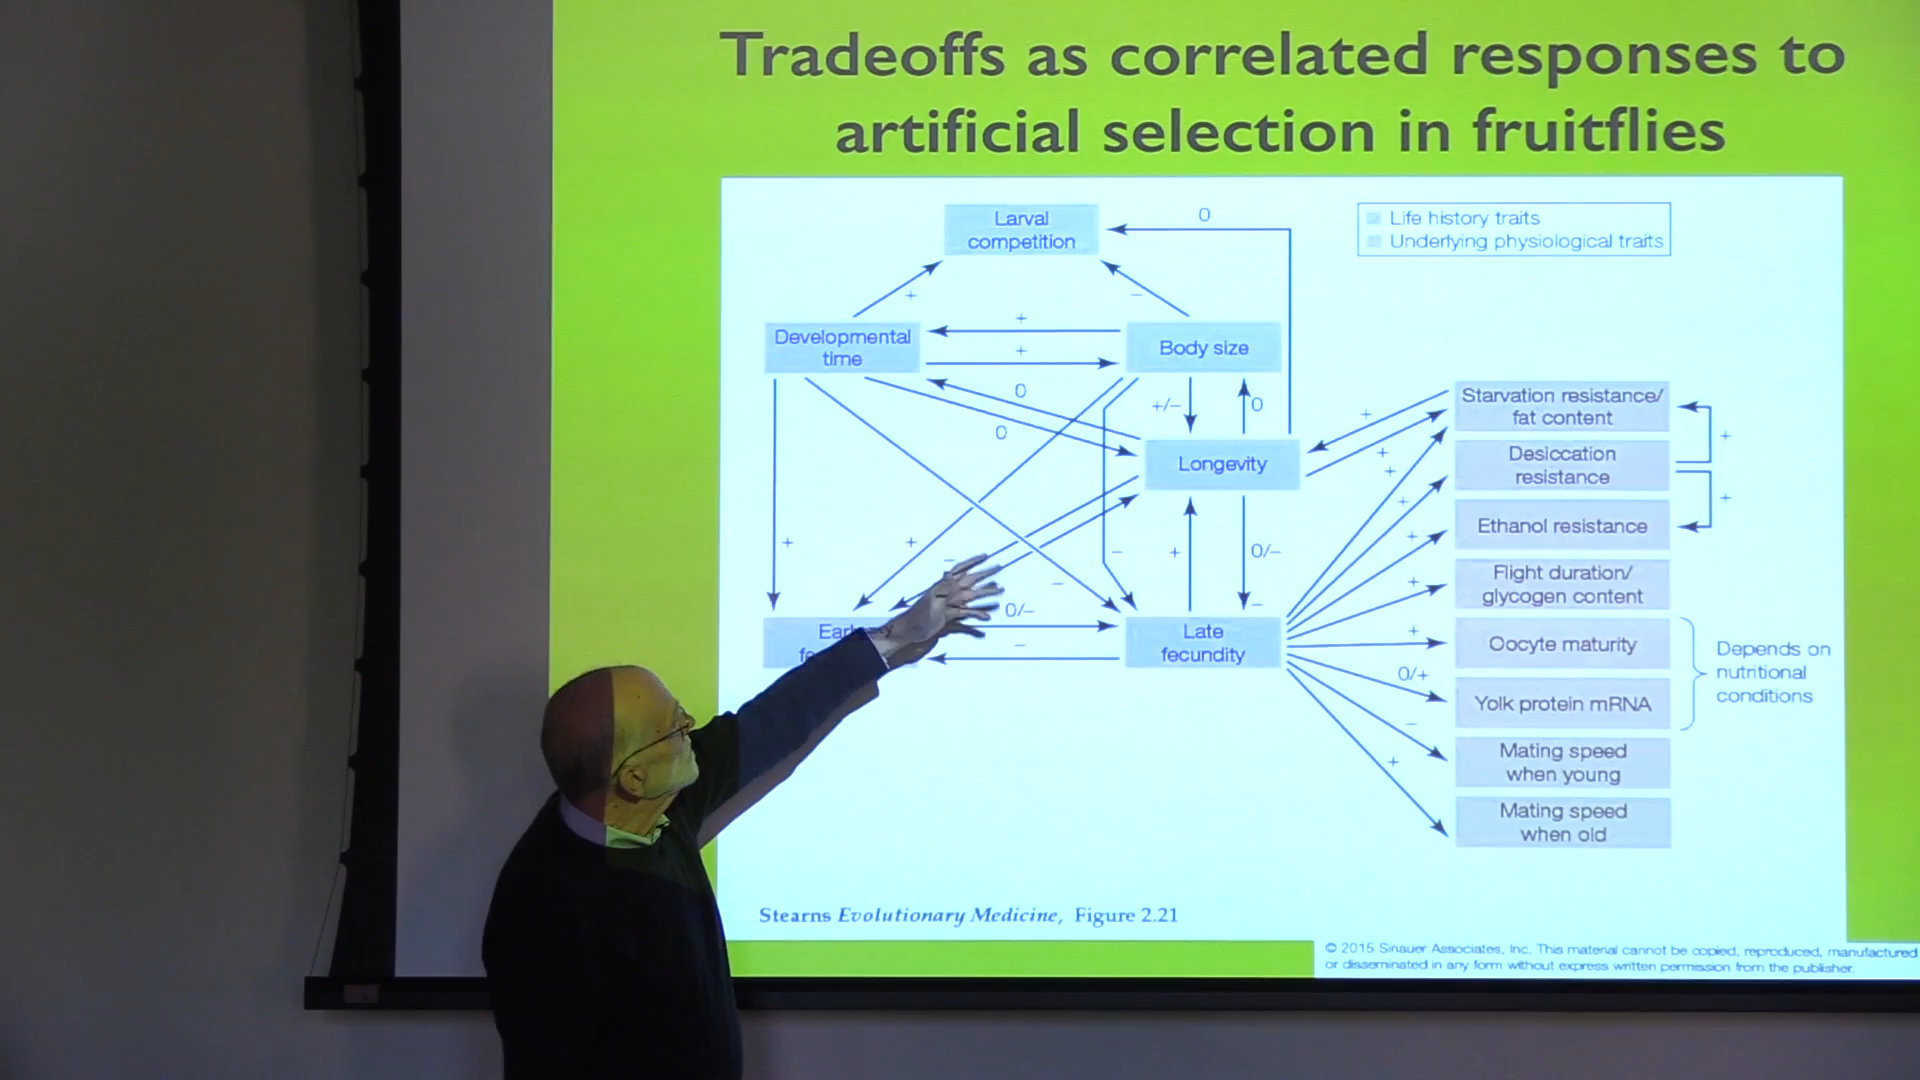 Tradeoffs as correlated responses to
artificial selection in fruitflies
Larval
competition
0
Life history traits
Underlying physiological traits
+
−
Developmental
time
+
+
Body size
0
0
+/−
0
Longevity
+
+
+
Starvation resistance/
fat content
+
Desiccation
resistance
+
+
Ethanol resistance
+
Flight duration/
glycogen content
+
+
−
−
−
+
0/−
−
0/−
−
Late
fecundity
+
Oocyte maturity
+
Yolk protein mRNA
0/+
Depends on
nutritional
conditions
Mating speed
when young
−
Mating speed
when old
+
Stearns Evolutionary Medicine, Figure 2.21
© 2015 Sinauer Associates, Inc. This material cannot be copied, reproduced, manufactured
or disseminated in any form without express written permission from the publisher.